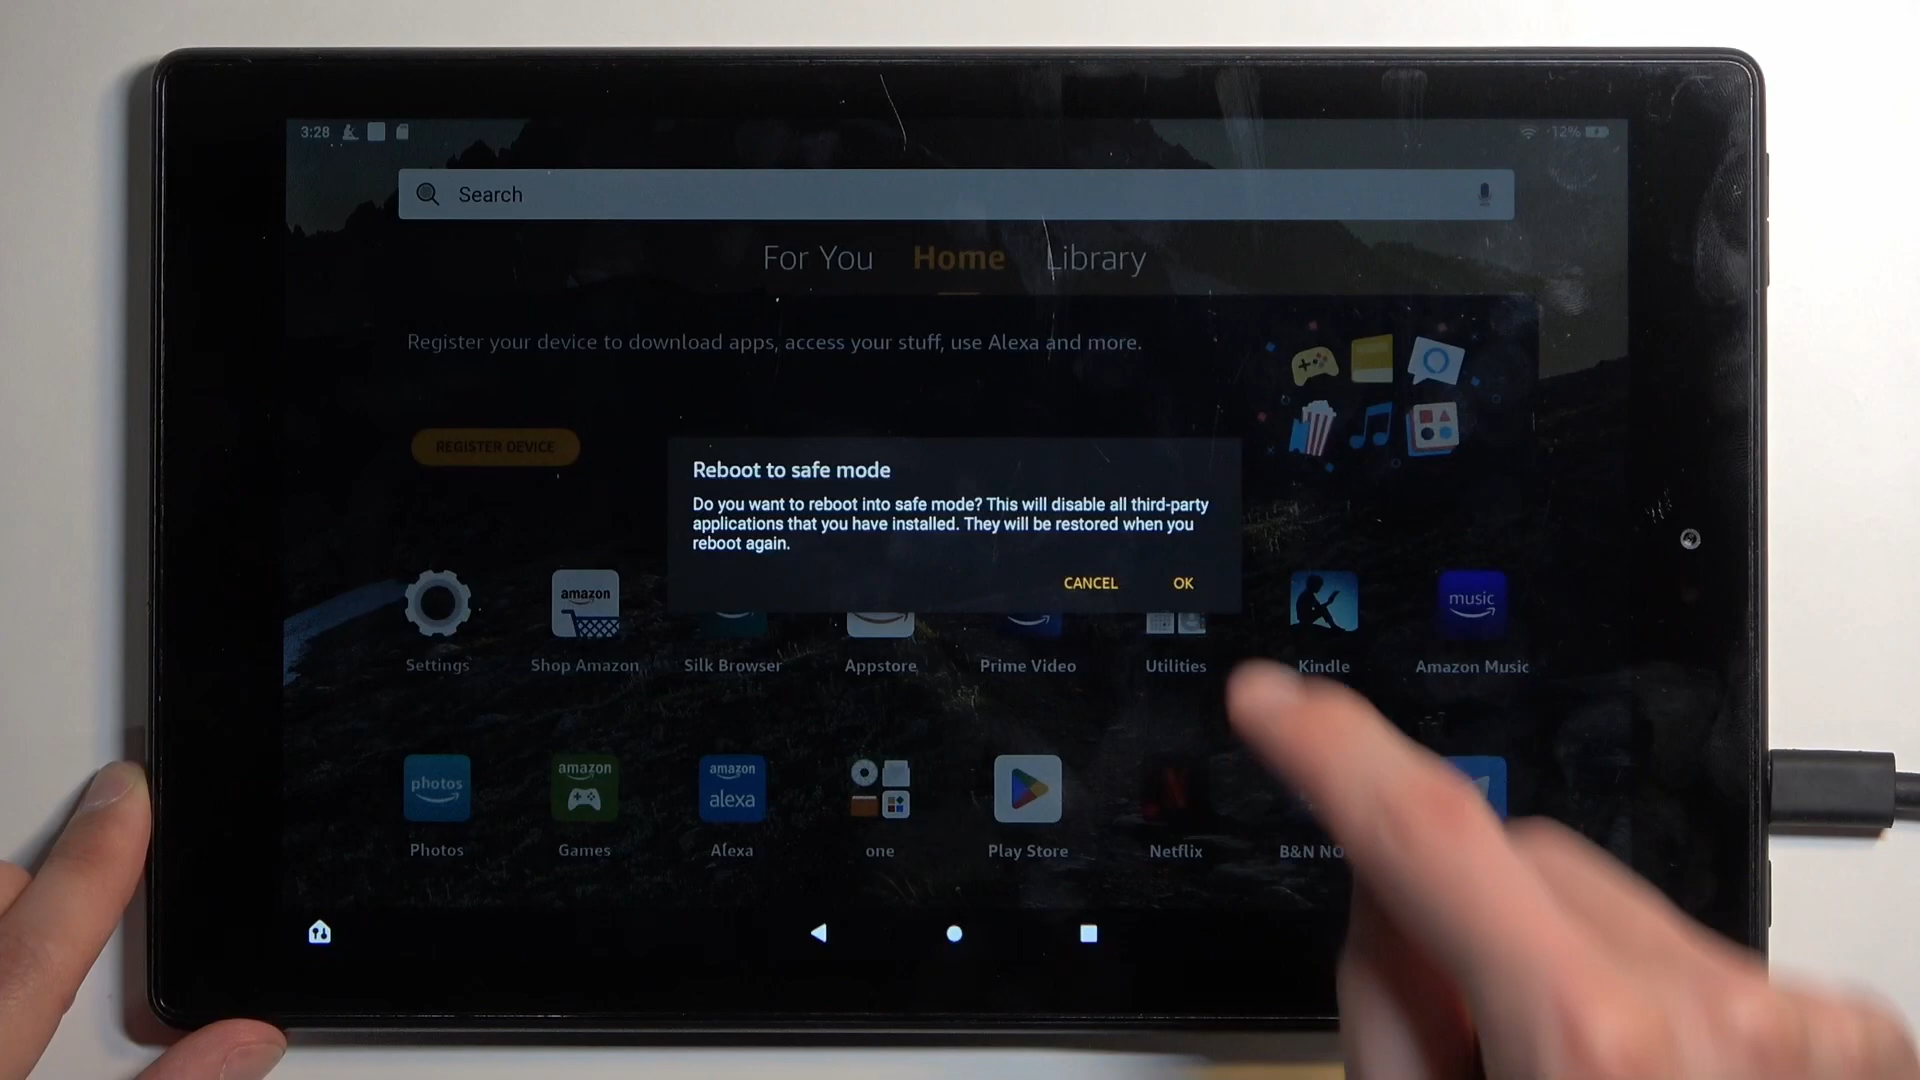 3:28
12%
Search
For You Home Library
Register your device to download apps, access your stuff, use Alexa and more.
REGISTER DEVICE
Reboot to safe mode
Do you want to reboot into safe mode? This will disable all third-party
applications that you have installed. They will be restored when you
reboot again.
CANCEL OK
amazon
music
Settings Shop Amazon Silk Browser Appstore Prime Video Utilities Kindle Amazon Music
photos
amazon
amazon
alexa
Photos Games Alexa one Play Store Netflix B&N NO